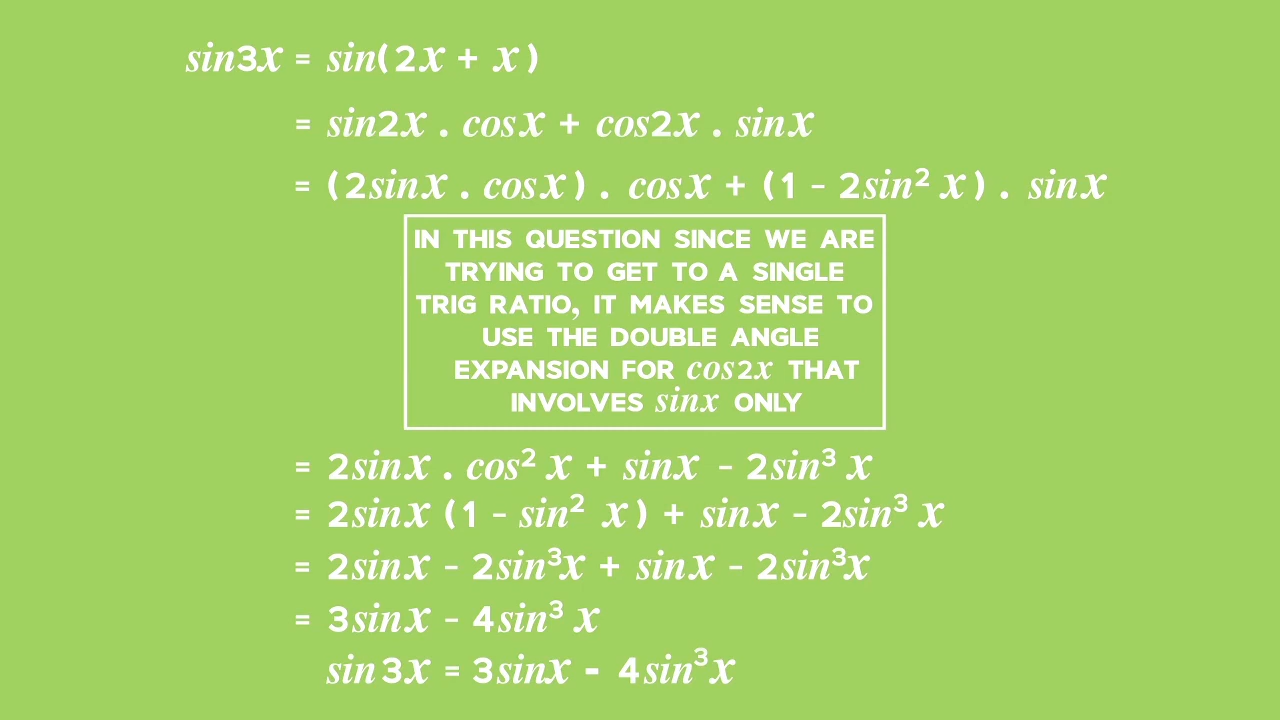 sin3x = sin(2x + x)
= sin2x . cosx + cos2x . sinx
= (2sinx . cosx) . cosx + (1 - 2sin² x) . sinx
IN THIS QUESTION SINCE WE ARE
TRYING TO GET TO A SINGLE
TRIG RATIO, IT MAKES SENSE TO
USE THE DOUBLE ANGLE
EXPANSION FOR cos2x THAT
INVOLVES sinx ONLY
= 2sinx . cos² x + sinx - 2sin³ x
= 2sinx (1 - sin² x) + sinx - 2sin³ x
= 2sinx - 2sin³x + sinx - 2sin³x
= 3sinx - 4sin³ x
sin3x = 3sinx - 4sin³x